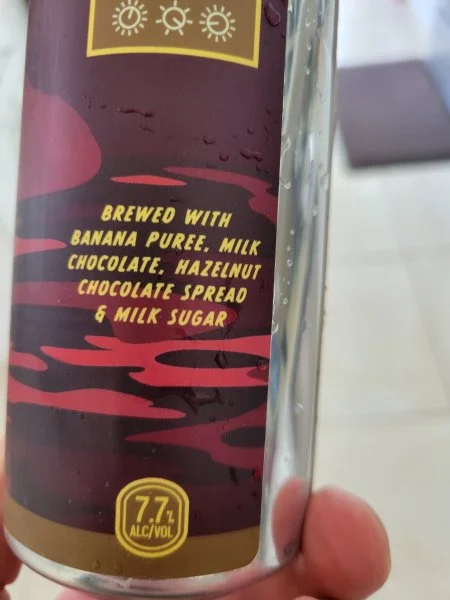 BREWED WITH
BANANA PUREE, MILK
CHOCOLATE, HAZELNUT
CHOCOLATE SPREAD
& MILK SUGAR
7.7%
ALC/VOL